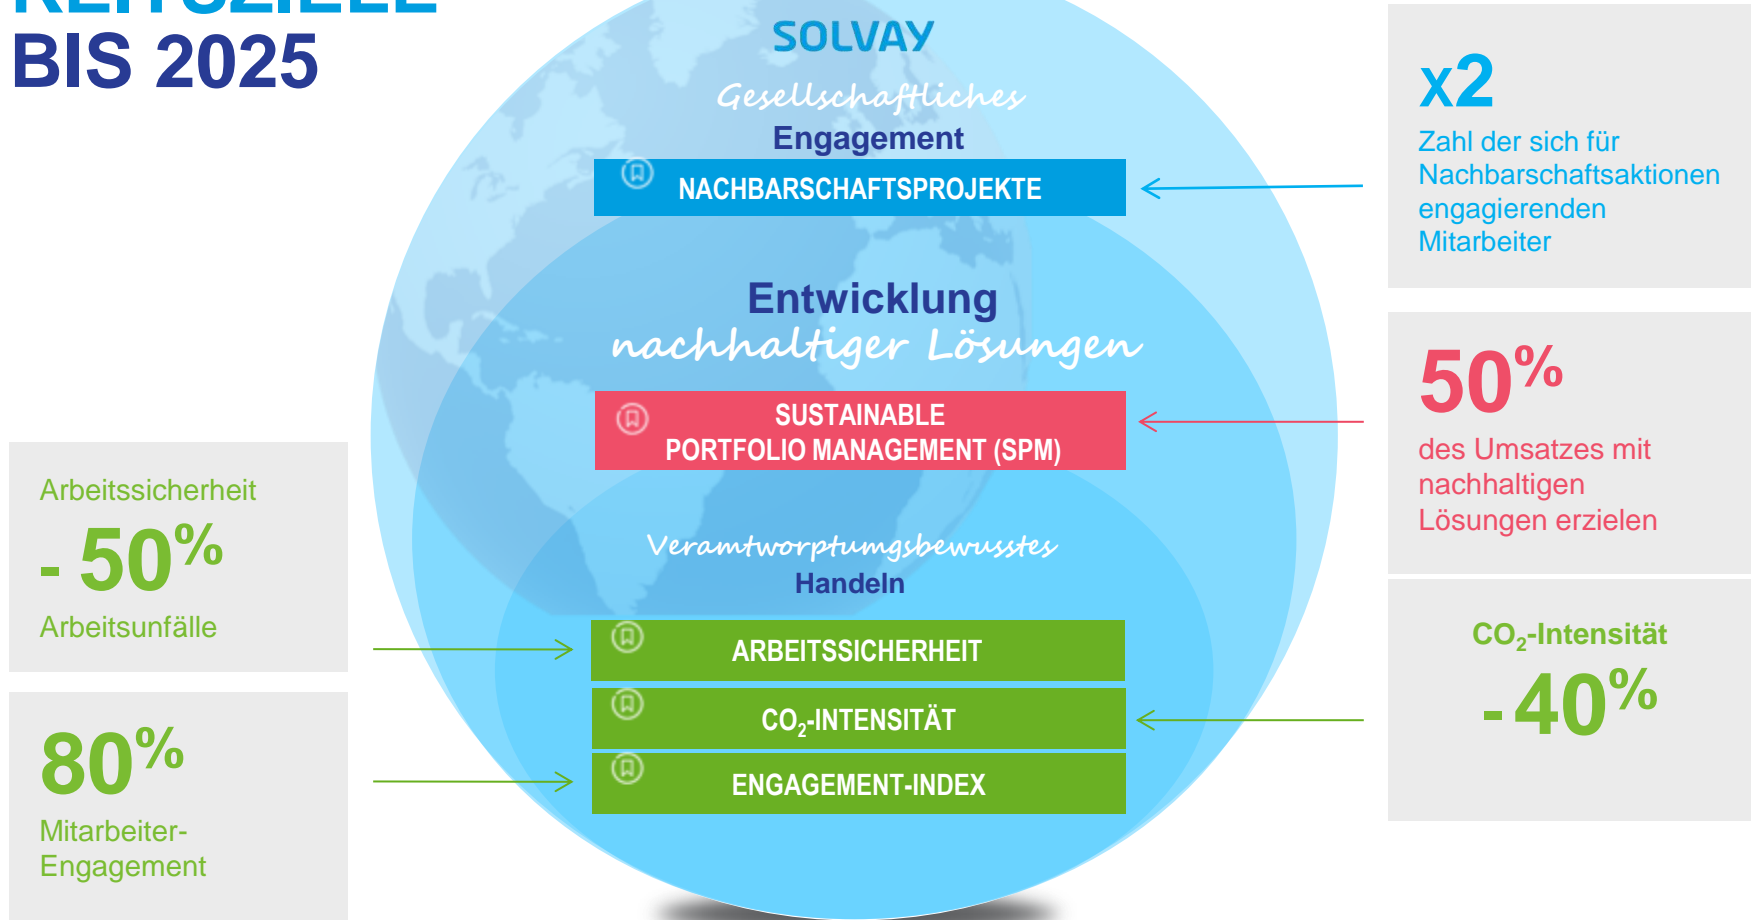 KEITSZIELE
BIS 2025
SOLVAY
Gesellschaftliches
Engagement
NACHBARSCHAFTSPROJEKTE
Entwicklung
nachhaltiger Lösungen
SUSTAINABLE
PORTFOLIO MANAGEMENT (SPM)
Veramtworptumgsbewusstes
Handeln
ARBEITSSICHERHEIT
CO₂-INTENSITÄT
ENGAGEMENT-INDEX
Arbeitssicherheit
- 50%
Arbeitsunfälle
80%
Mitarbeiter-
Engagement
x2
Zahl der sich für
Nachbarschaftsaktionen
engagierenden
Mitarbeiter
50%
des Umsatzes mit
nachhaltigen
Lösungen erzielen
CO₂-Intensität
- 40%